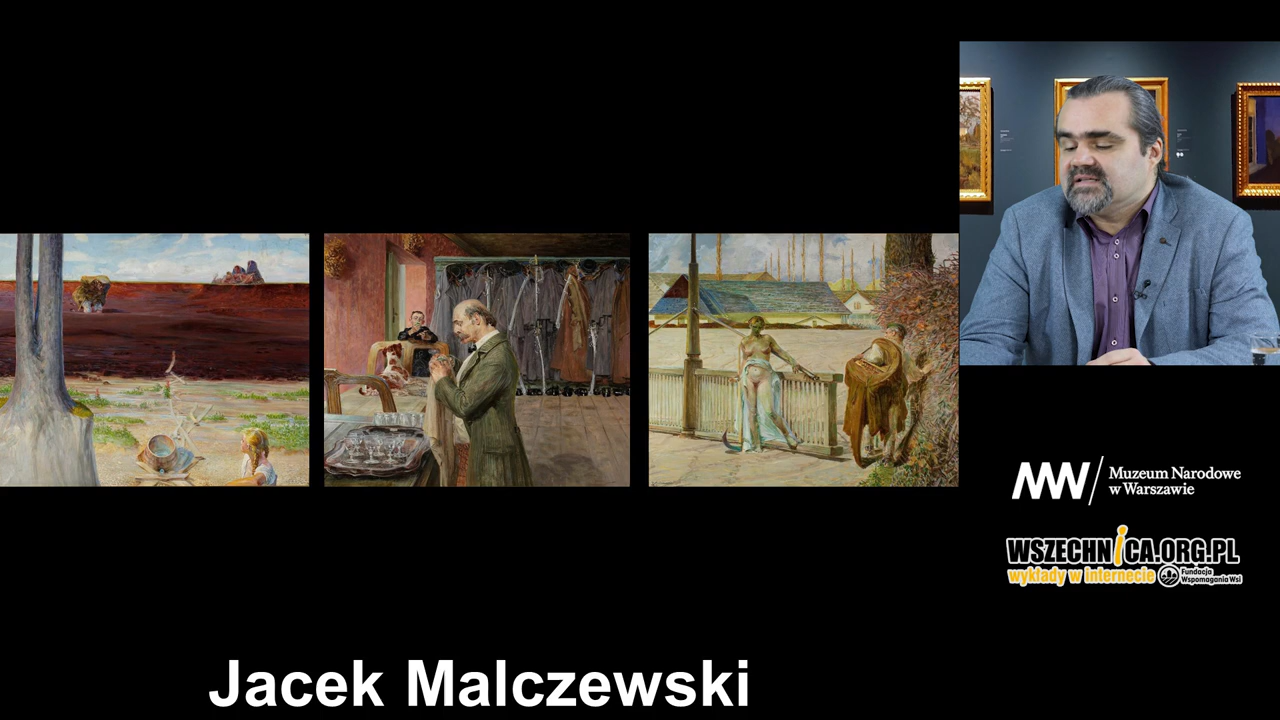 Muzeum Narodowe
w Warszawie
WSZECHNiCA.ORG.PL
wykłady w internecie
Fundacja
Wspomagania Wsi
Jacek Malczewski